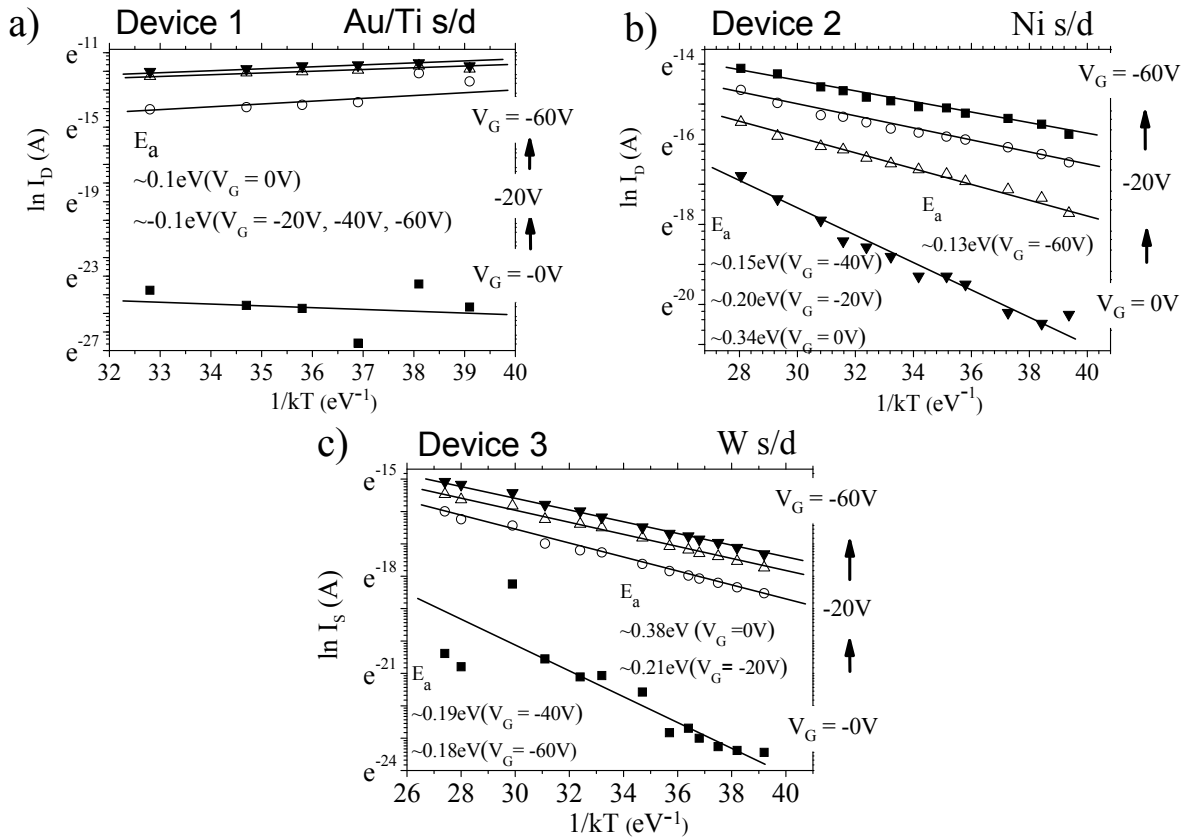 a)
Device 1
Au/Ti s/d
ln I_D (A)
e^-11
e^-15
e^-19
e^-23
e^-27
E_a
~0.1eV(V_G = 0V)
~-0.1eV(V_G = -20V, -40V, -60V)
V_G = -60V
-20V
V_G = -0V
32 33 34 35 36 37 38 39 40
1/kT (eV^-1)
b)
Device 2
Ni s/d
ln I_D (A)
e^-14
e^-16
e^-18
e^-20
E_a
~0.13eV(V_G = -60V)
E_a
~0.15eV(V_G = -40V)
~0.20eV(V_G = -20V)
~0.34eV(V_G = 0V)
V_G = -60V
-20V
V_G = 0V
28 30 32 34 36 38 40
1/kT (eV^-1)
c)
Device 3
W s/d
ln I_S (A)
e^-15
e^-18
e^-21
e^-24
E_a
~0.38eV (V_G =0V)
~0.21eV(V_G= -20V)
E_a
~0.19eV(V_G = -40V)
~0.18eV(V_G= -60V)
V_G = -60V
-20V
V_G = -0V
26 28 30 32 34 36 38 40
1/kT (eV^-1)